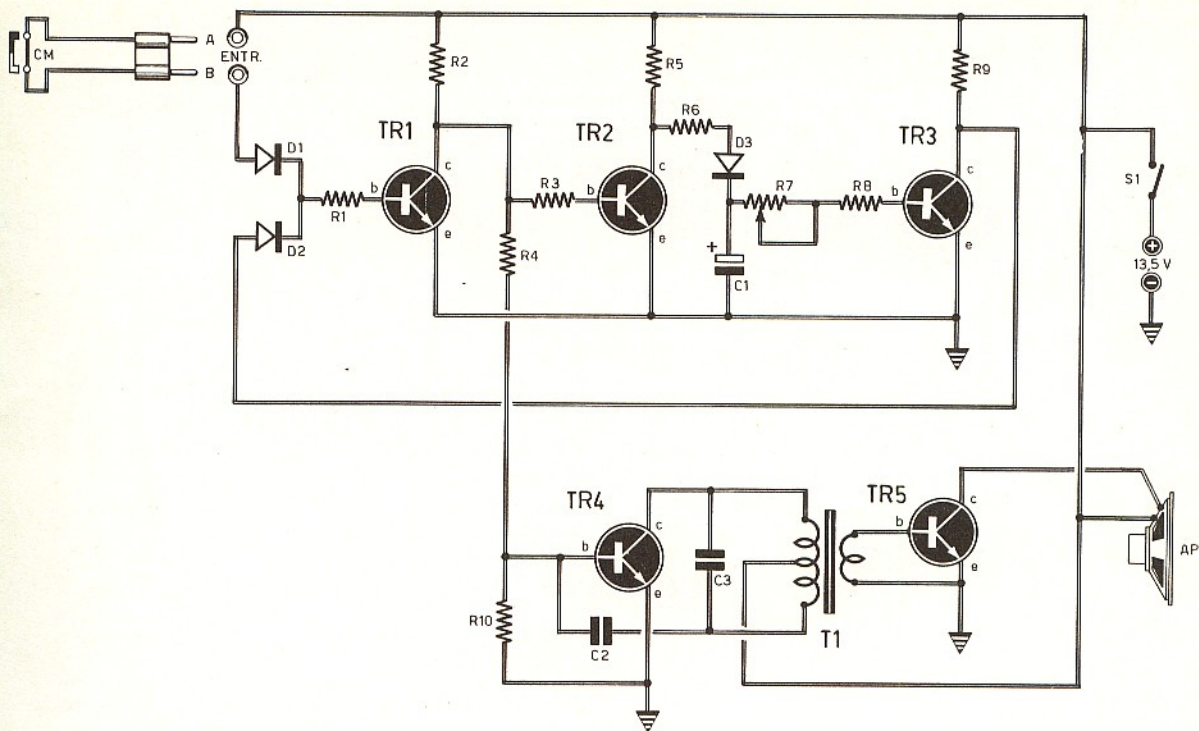 CM
A
B
ENTR.
R2
R5
R9
TR1
TR2
TR3
R6
D3
D1
D2
R1
b
c
e
R3
b
c
e
R4
R7
R8
b
c
e
+
C1
S1
+
13,5 V
−
TR4
b
c
e
C3
R10
C2
T1
TR5
b
c
e
AP